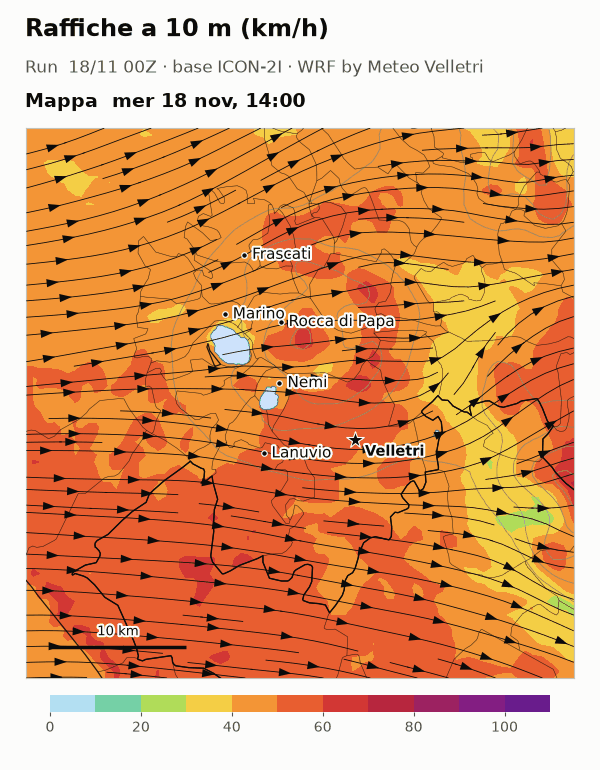 Raffiche a 10 m (km/h)
Run  18/11 00Z · base ICON-2I · WRF by Meteo Velletri
Mappa  mer 18 nov, 14:00
Frascati
Marino
Rocca di Papa
Nemi
Velletri
Lanuvio
10 km
0 20 40 60 80 100